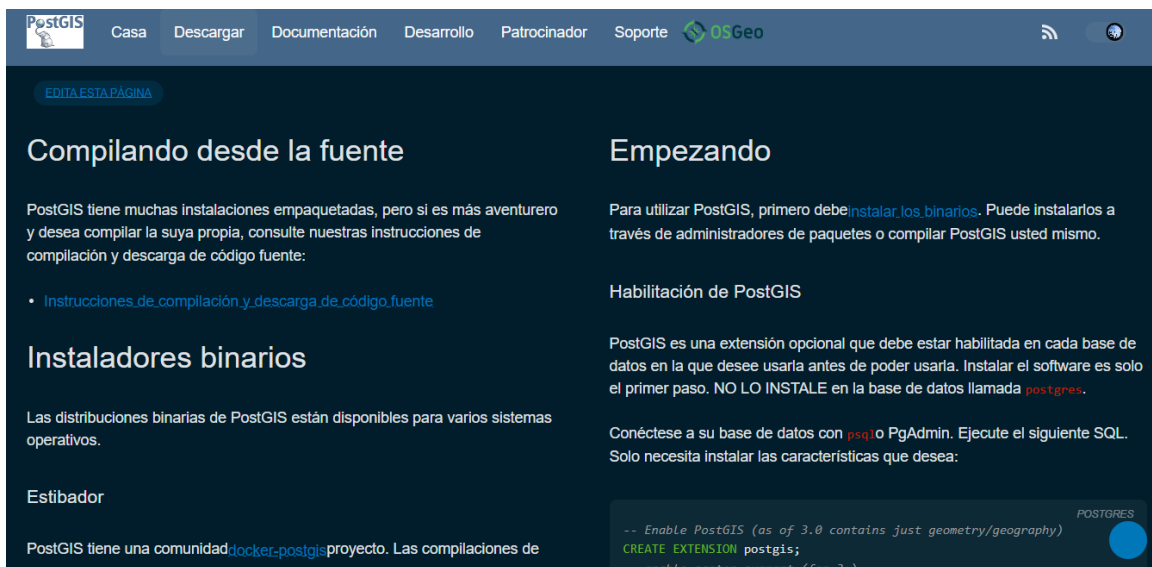 PostGIS
Casa Descargar Documentación Desarrollo Patrocinador Soporte OSGeo
EDITA ESTA PÁGINA
Compilando desde la fuente
PostGIS tiene muchas instalaciones empaquetadas, pero si es más aventurero
y desea compilar la suya propia, consulte nuestras instrucciones de
compilación y descarga de código fuente:
• Instrucciones de compilación y descarga de código fuente
Instaladores binarios
Las distribuciones binarias de PostGIS están disponibles para varios sistemas
operativos.
Estibador
PostGIS tiene una comunidaddocker-postgisproyecto. Las compilaciones de
Empezando
Para utilizar PostGIS, primero debeinstalar los binarios. Puede instalarlos a
través de administradores de paquetes o compilar PostGIS usted mismo.
Habilitación de PostGIS
PostGIS es una extensión opcional que debe estar habilitada en cada base de
datos en la que desee usarla antes de poder usarla. Instalar el software es solo
el primer paso. NO LO INSTALE en la base de datos llamada postgres.
Conéctese a su base de datos con psqlo PgAdmin. Ejecute el siguiente SQL.
Solo necesita instalar las características que desea:
POSTGRES
-- Enable PostGIS (as of 3.0 contains just geometry/geography)
CREATE EXTENSION postgis;